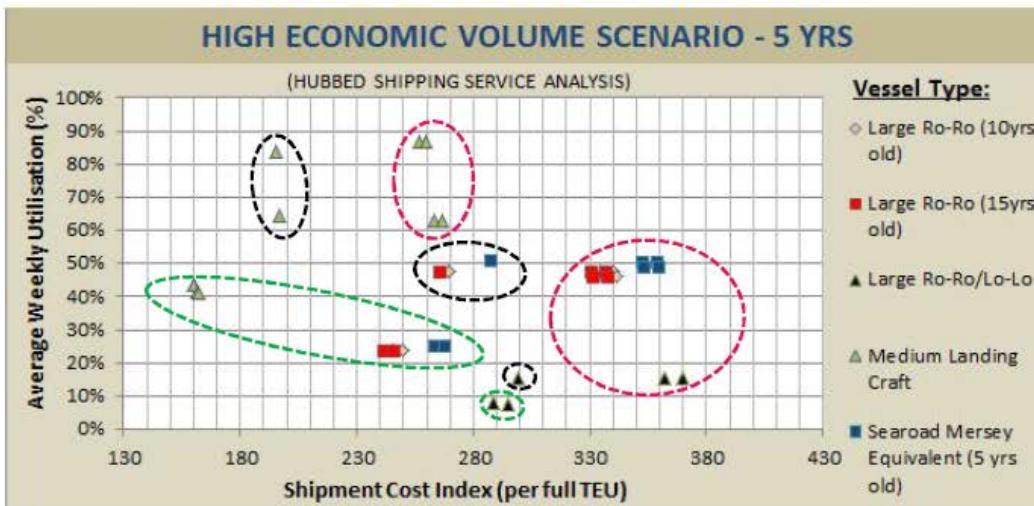 HIGH ECONOMIC VOLUME SCENARIO - 5 YRS
(HUBBED SHIPPING SERVICE ANALYSIS)
Average Weekly Utilisation (%)
100%
90%
80%
70%
60%
50%
40%
30%
20%
10%
0%
130 180 230 280 330 380 430
Shipment Cost Index (per full TEU)
Vessel Type:
Large Ro-Ro (10yrs
old)
Large Ro-Ro (15yrs
old)
Large Ro-Ro/Lo-Lo
Medium Landing
Craft
Searoad Mersey
Equivalent (5 yrs
old)